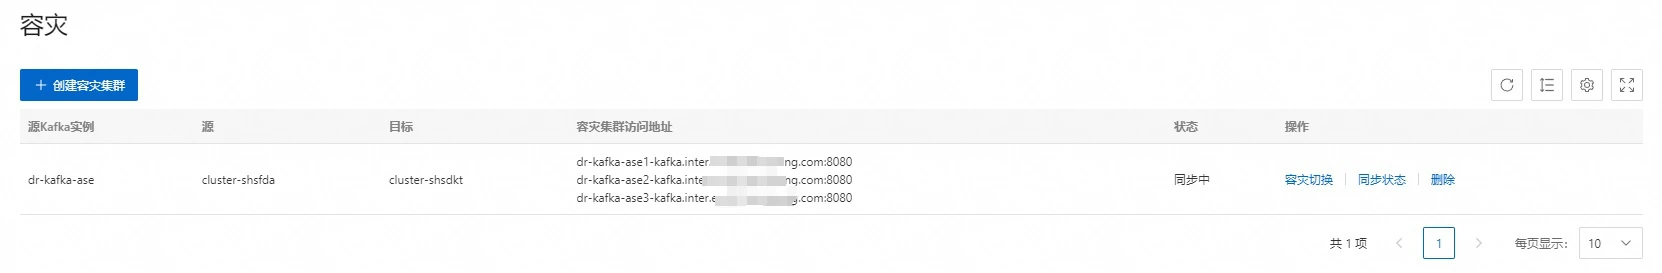 容灾
+ 创建容灾集群
源Kafka实例 源 目标 容灾集群访问地址 状态 操作
dr-kafka-ase1-kafka.inter. ng.com:8080
dr-kafka-ase cluster-shsfda cluster-shsdkt dr-kafka-ase2-kafka.inte ng.com:8080 同步中 容灾切换 同步状态 删除
dr-kafka-ase3-kafka.inter.e g.com:8080
共 1 项 1 每页显示: 10